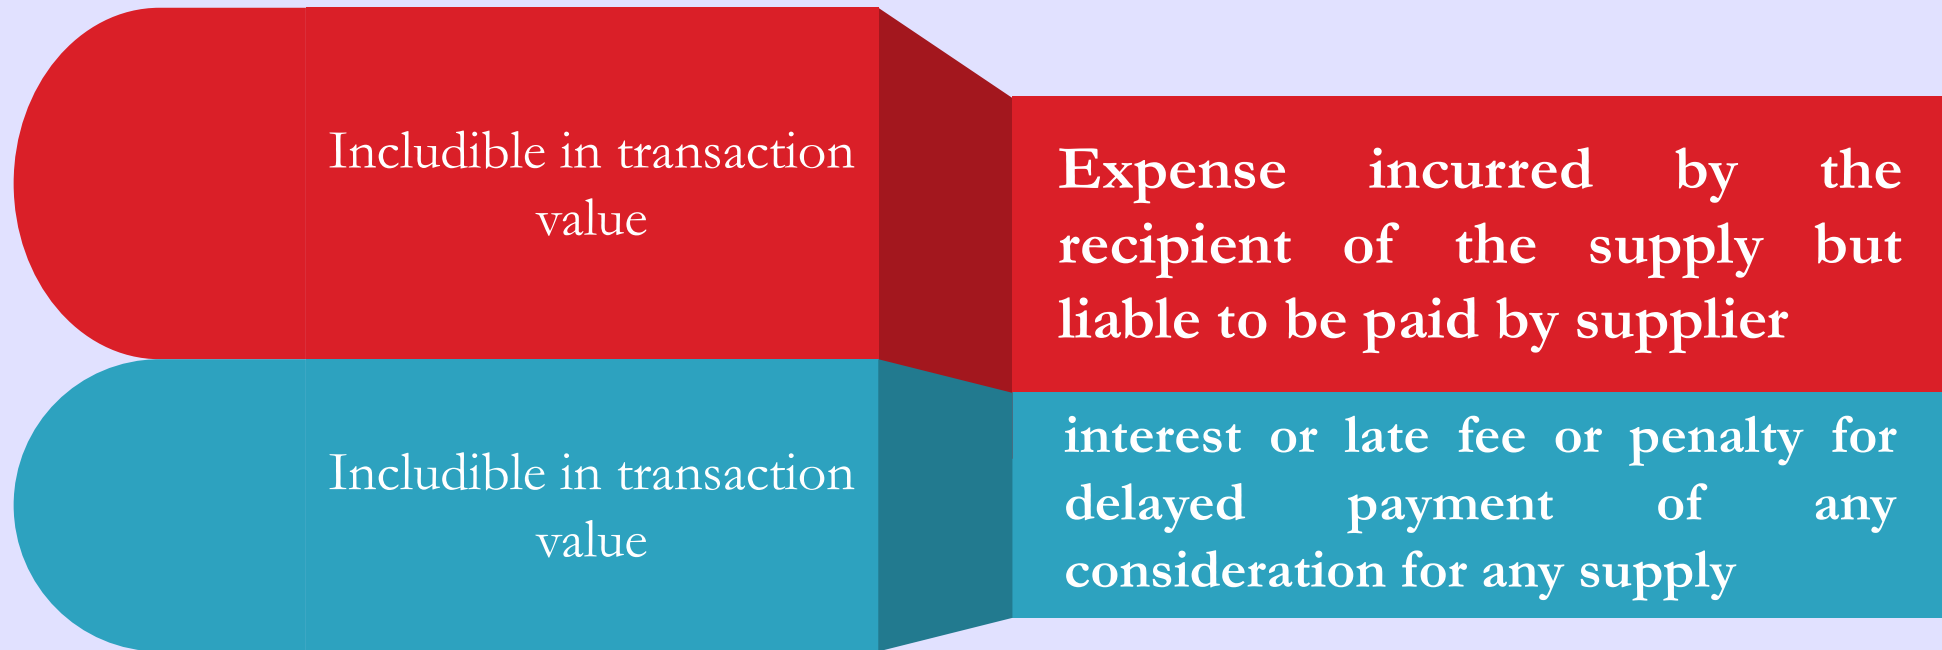 Includible in transaction
value
Expense incurred by the
recipient of the supply but
liable to be paid by supplier
Includible in transaction
value
interest or late fee or penalty for
delayed payment of any
consideration for any supply